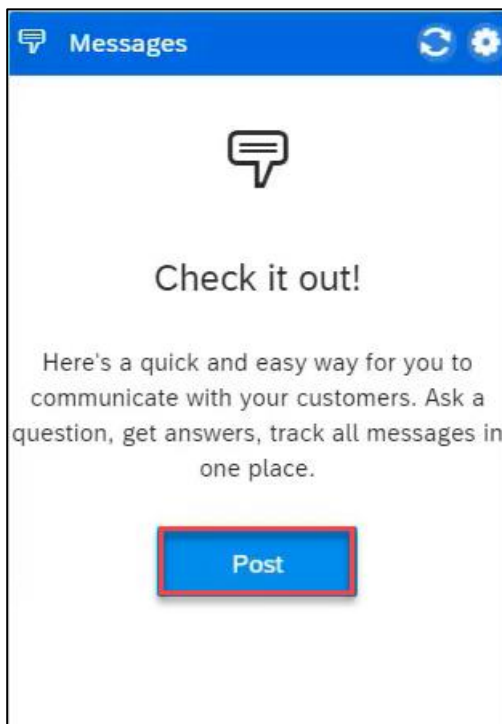 Messages
Check it out!
Here's a quick and easy way for you to
communicate with your customers. Ask a
question, get answers, track all messages in
one place.
Post